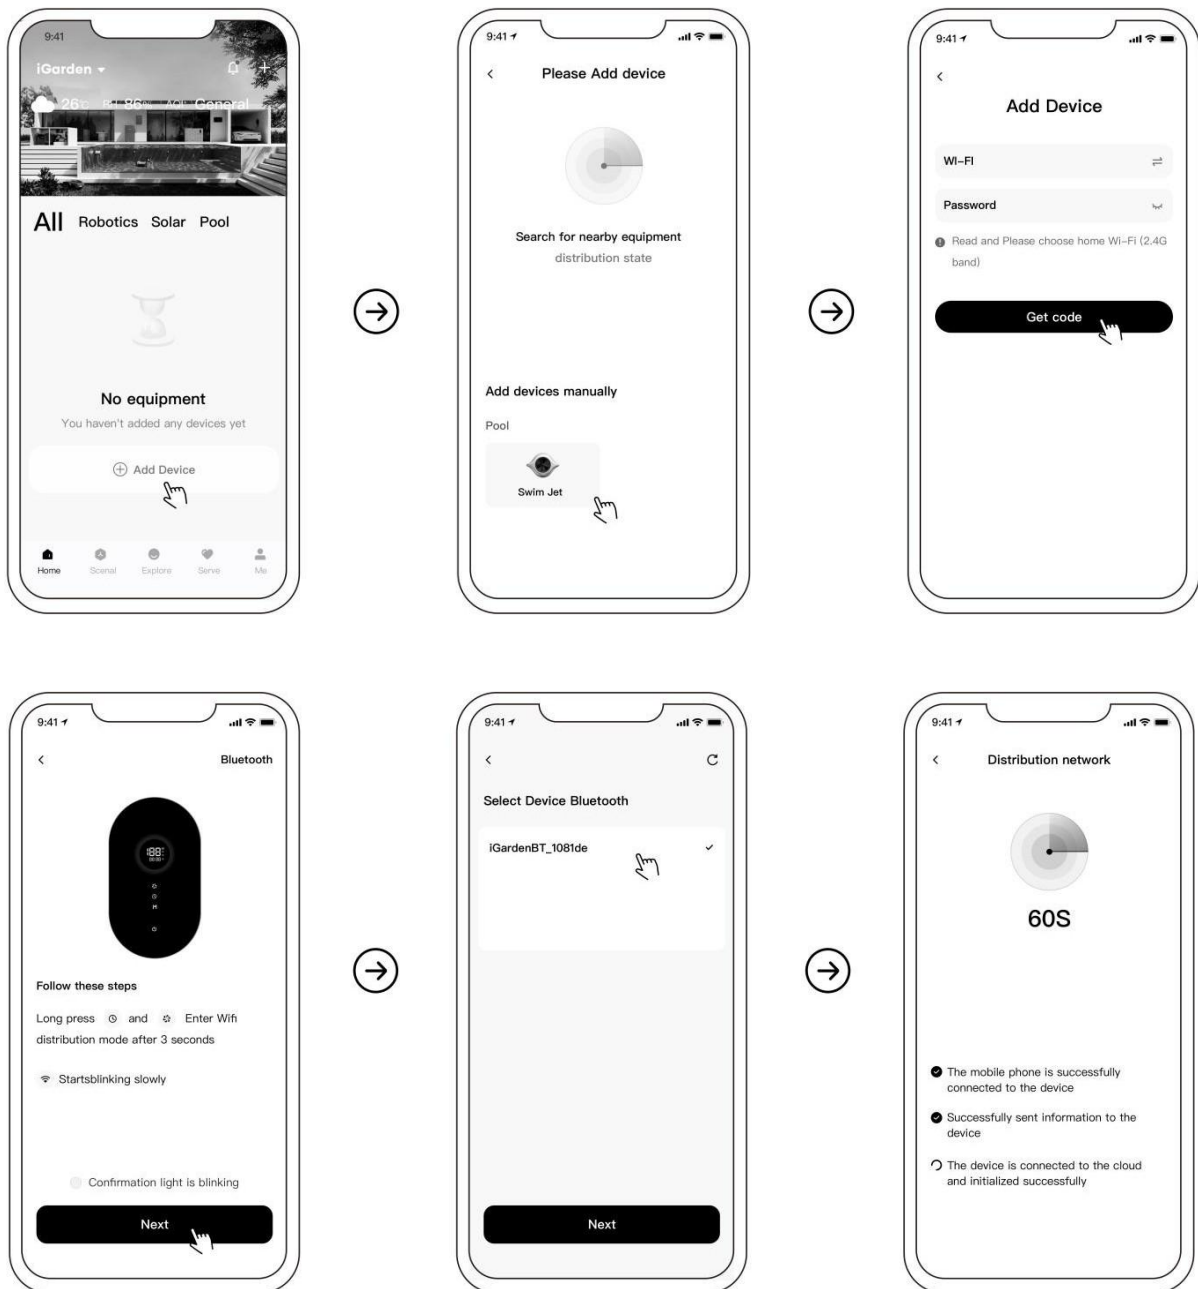 9:41
iGarden
26°C RH 86% AQI General
All Robotics Solar Pool
No equipment
You haven't added any devices yet
Add Device
Home Scenal Explore Serve Me
9:41
Please Add device
Search for nearby equipment
distribution state
Add devices manually
Pool
Swim Jet
9:41
Add Device
WI-FI
Password
Read and Please choose home Wi-Fi (2.4G
band)
Get code
9:41
Bluetooth
188
Follow these steps
Long press and Enter Wifi
distribution mode after 3 seconds
Startsblinking slowly
Confirmation light is blinking
Next
9:41
Select Device Bluetooth
iGardenBT_1081de
Next
9:41
Distribution network
60S
The mobile phone is successfully
connected to the device
Successfully sent information to the
device
The device is connected to the cloud
and initialized successfully